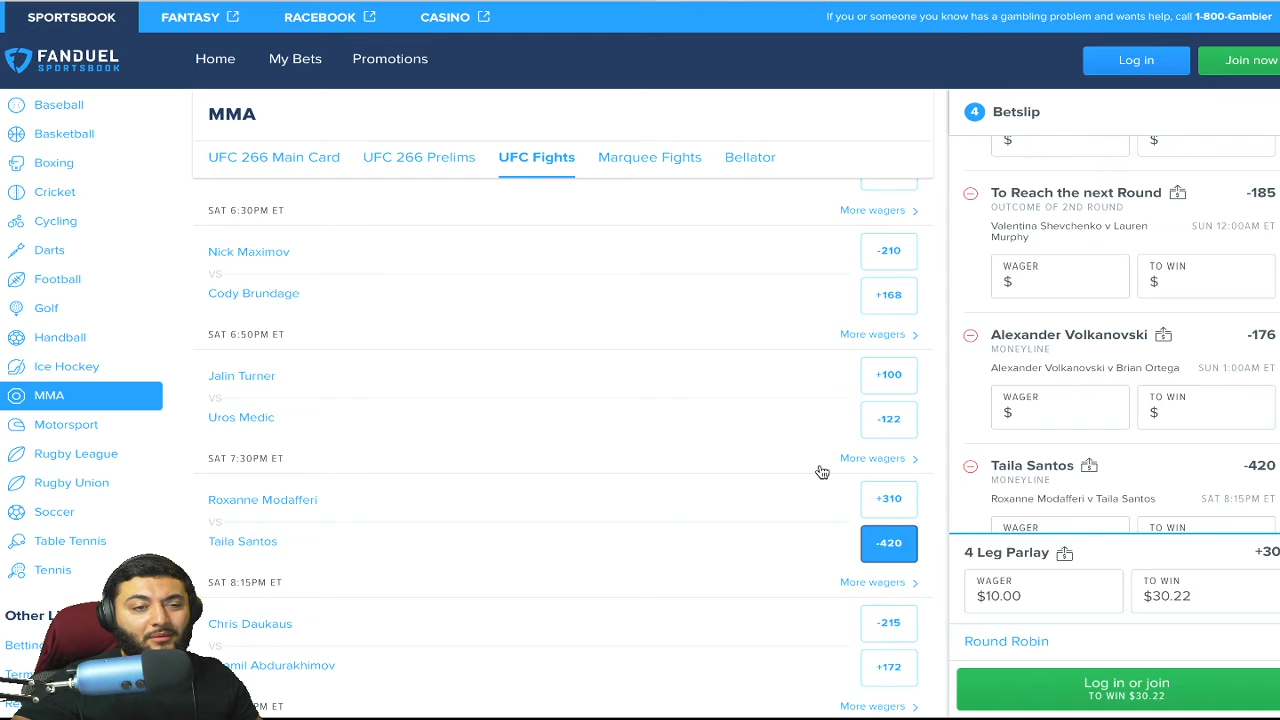 SPORTSBOOK
FANTASY
RACEBOOK
CASINO
If you or someone you know has a gambling problem and wants help, call 1-800-Gambler
FANDUEL
SPORTSBOOK
Home
My Bets
Promotions
Log in
Join now
Baseball
Basketball
Boxing
Cricket
Cycling
Darts
Football
Golf
Handball
Ice Hockey
MMA
Motorsport
Rugby League
Rugby Union
Soccer
Table Tennis
Tennis
Other
MMA
UFC 266 Main Card
UFC 266 Prelims
UFC Fights
Marquee Fights
Bellator
SAT 6:30PM ET
More wagers
Nick Maximov
-210
VS
Cody Brundage
+168
SAT 6:50PM ET
More wagers
Jalin Turner
+100
VS
Uros Medic
-122
SAT 7:30PM ET
More wagers
Roxanne Modafferi
+310
VS
Taila Santos
-420
SAT 8:15PM ET
More wagers
Chris Daukaus
-215
VS
Abdurakhimov
+172
PM ET
More wagers
4 Betslip
$
$
To Reach the next Round
-185
OUTCOME OF 2ND ROUND
Valentina Shevchenko v Lauren
Murphy
SUN 12:00AM ET
WAGER
$
TO WIN
$
Alexander Volkanovski
-176
MONEYLINE
Alexander Volkanovski v Brian Ortega
SUN 1:00AM ET
WAGER
$
TO WIN
$
Taila Santos
-420
MONEYLINE
Roxanne Modafferi v Taila Santos
SAT 8:15PM ET
WAGER
TO WIN
4 Leg Parlay
+30
WAGER
$10.00
TO WIN
$30.22
Round Robin
Log in or join
TO WIN $30.22